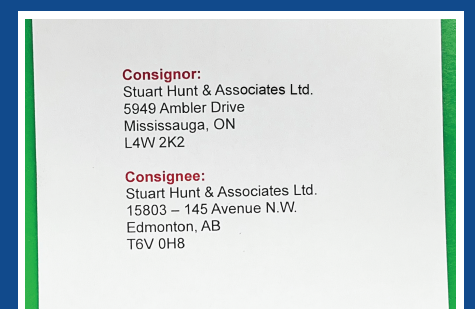 Consignor:
Stuart Hunt & Associates Ltd.
5949 Ambler Drive
Mississauga, ON
L4W 2K2
Consignee:
Stuart Hunt & Associates Ltd.
15803 – 145 Avenue N.W.
Edmonton, AB
T6V 0H8